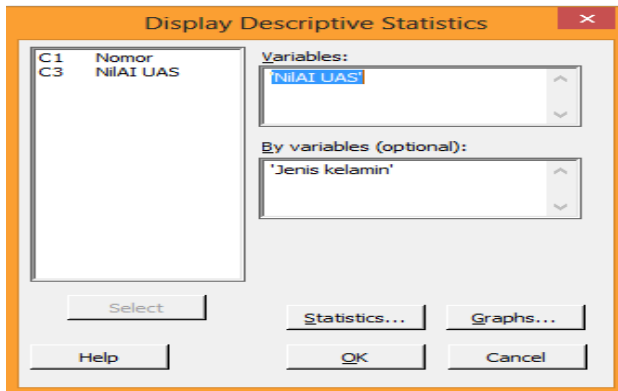 Display Descriptive Statistics
C1 Nomor
C3 NilAI UAS
Variables:
'NilAI UAS'
By variables (optional):
'Jenis kelamin'
Select
Statistics...
Graphs...
Help
OK
Cancel